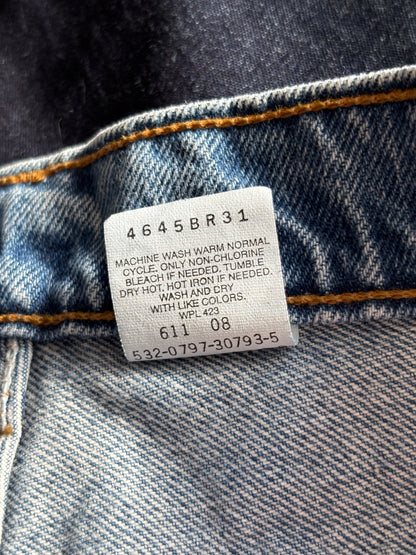 4645BR31
MACHINE WASH WARM NORMAL
CYCLE, ONLY NON-CHLORINE
BLEACH IF NEEDED, TUMBLE
DRY HOT, HOT IRON IF NEEDED.
WASH AND DRY
WITH LIKE COLORS.
WPL 423
611 08
532-0797-30793-5